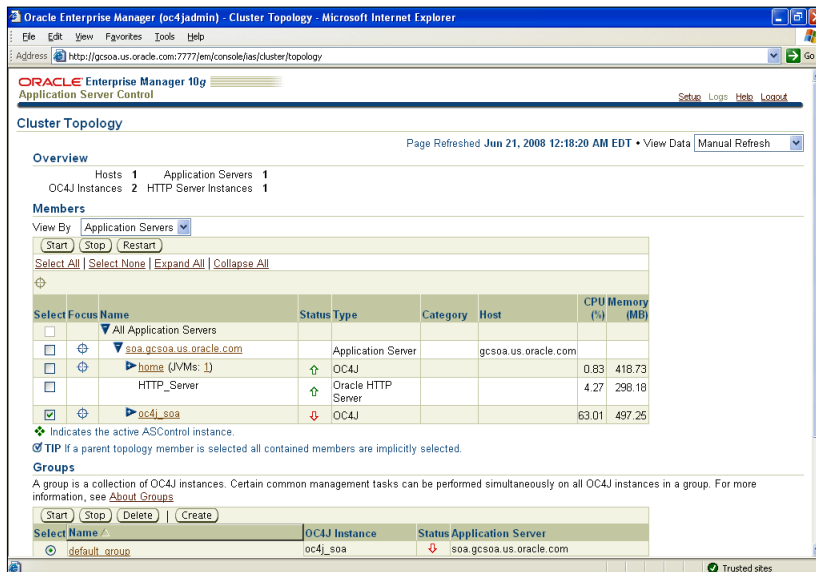 Oracle Enterprise Manager (oc4jadmin) - Cluster Topology - Microsoft Internet Explorer
File Edit View Favorites Tools Help
Address http://gcsoa.us.oracle.com:7777/em/console/ias/cluster/topology Go
ORACLE Enterprise Manager 10g
Application Server Control
Setup Logs Help Logout
Cluster Topology
Page Refreshed Jun 21, 2008 12:18:20 AM EDT • View Data Manual Refresh
Overview
Hosts 1 Application Servers 1
OC4J Instances 2 HTTP Server Instances 1
Members
View By Application Servers
Start Stop Restart
Select All | Select None | Expand All | Collapse All
Select Focus Name Status Type Category Host CPU (%) Memory (MB)
All Application Servers
soa.gcsoa.us.oracle.com Application Server gcsoa.us.oracle.com
home (JVMs: 1) OC4J 0.83 418.73
HTTP_Server Oracle HTTP Server 4.27 298.18
oc4j_soa OC4J 63.01 497.25
Indicates the active ASControl instance.
TIP If a parent topology member is selected all contained members are implicitly selected.
Groups
A group is a collection of OC4J instances. Certain common management tasks can be performed simultaneously on all OC4J instances in a group. For more
information, see About Groups
Start Stop Delete | Create
Select Name OC4J Instance Status Application Server
default_group oc4j_soa soa.gcsoa.us.oracle.com
Trusted sites